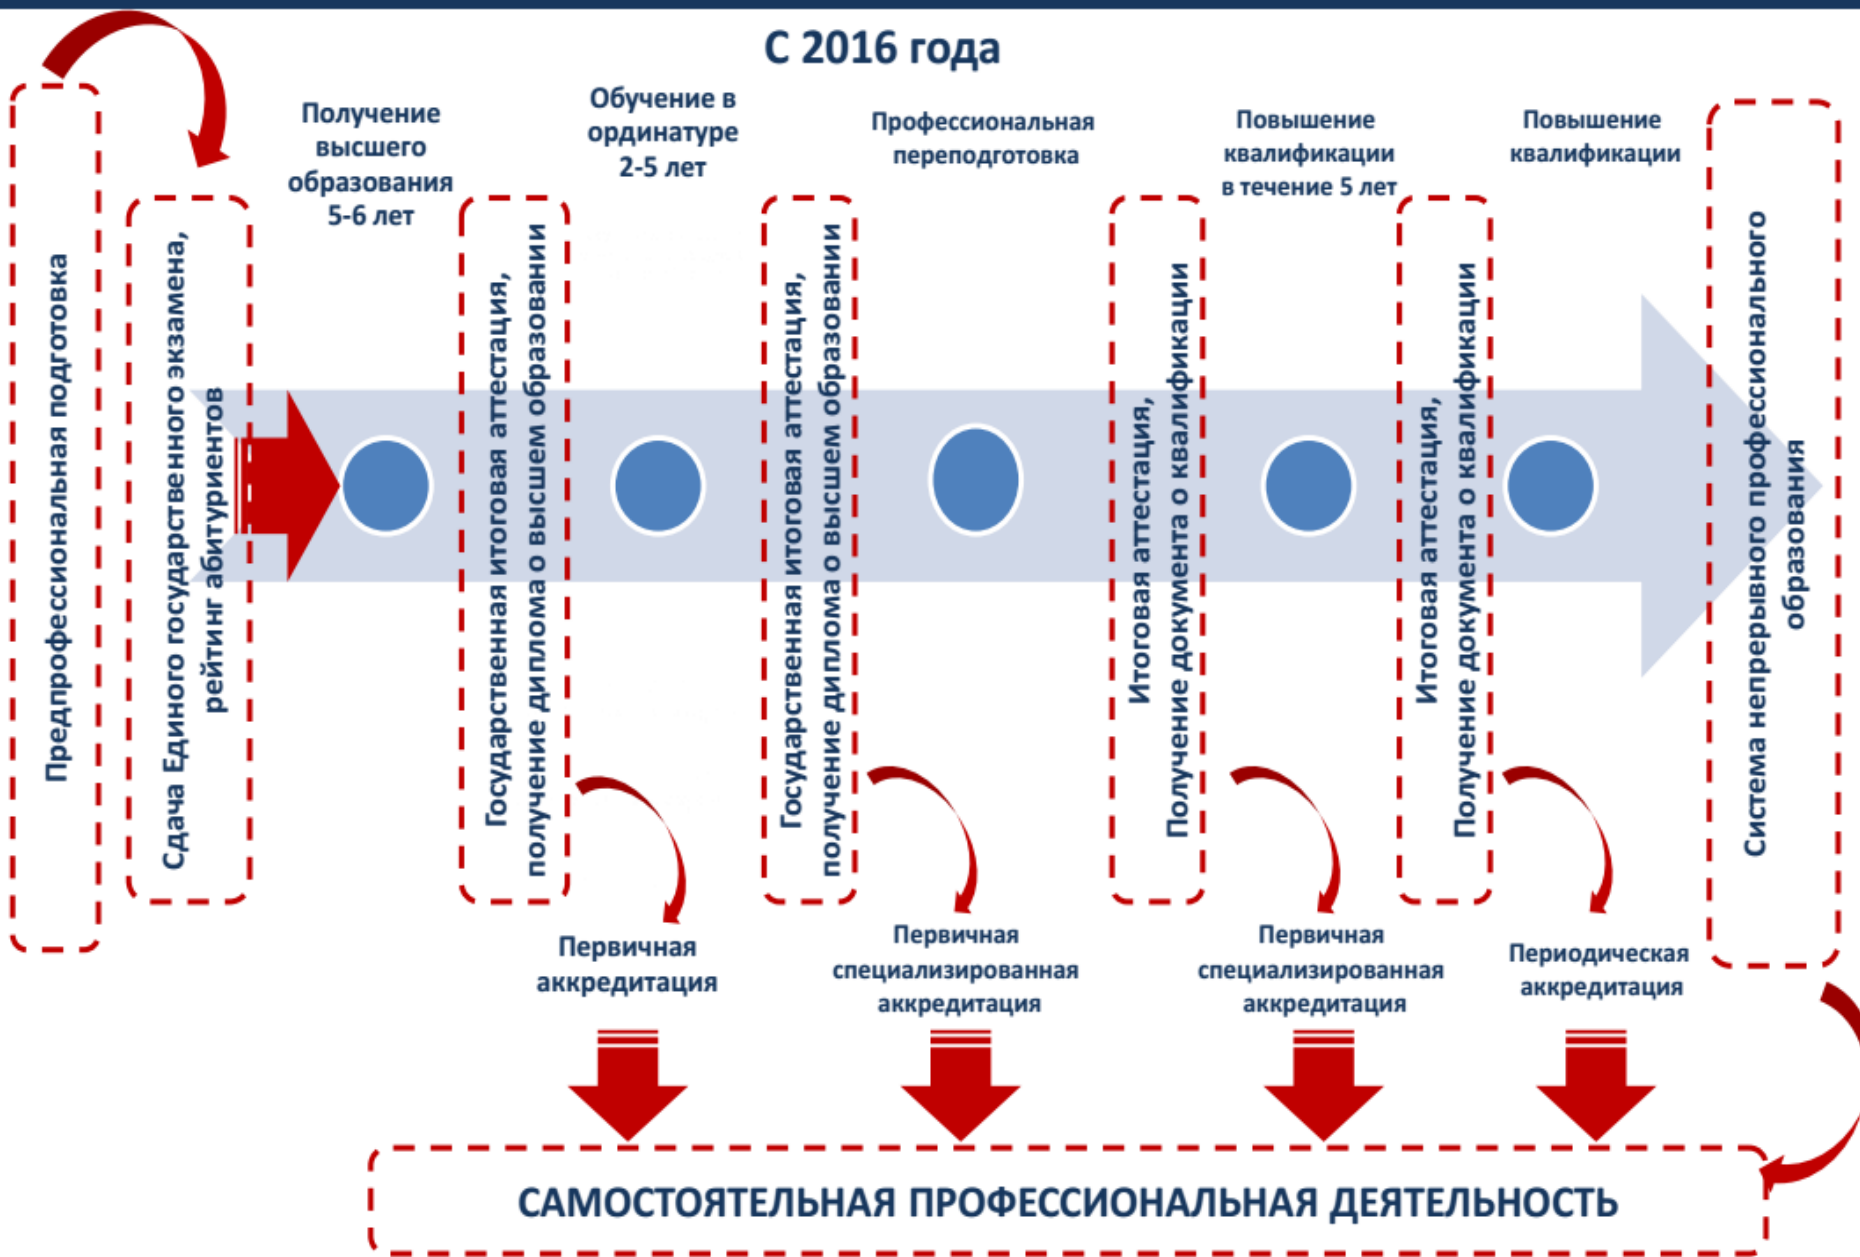 С 2016 года
Предпрофессиональная подготовка
Сдача Единого государственного экзамена,
рейтинг абитуриентов
Получение
высшего
образования
5-6 лет
Государственная итоговая аттестация,
получение диплома о высшем образовании
Обучение в
ординатуре
2-5 лет
Государственная итоговая аттестация,
получение диплома о высшем образовании
Профессиональная
переподготовка
Итоговая аттестация,
Получение документа о квалификации
Повышение
квалификации
в течение 5 лет
Итоговая аттестация,
Получение документа о квалификации
Повышение
квалификации
Система непрерывного профессионального
образования
Первичная
аккредитация
Первичная
специализированная
аккредитация
Первичная
специализированная
аккредитация
Периодическая
аккредитация
САМОСТОЯТЕЛЬНАЯ ПРОФЕССИОНАЛЬНАЯ ДЕЯТЕЛЬНОСТЬ